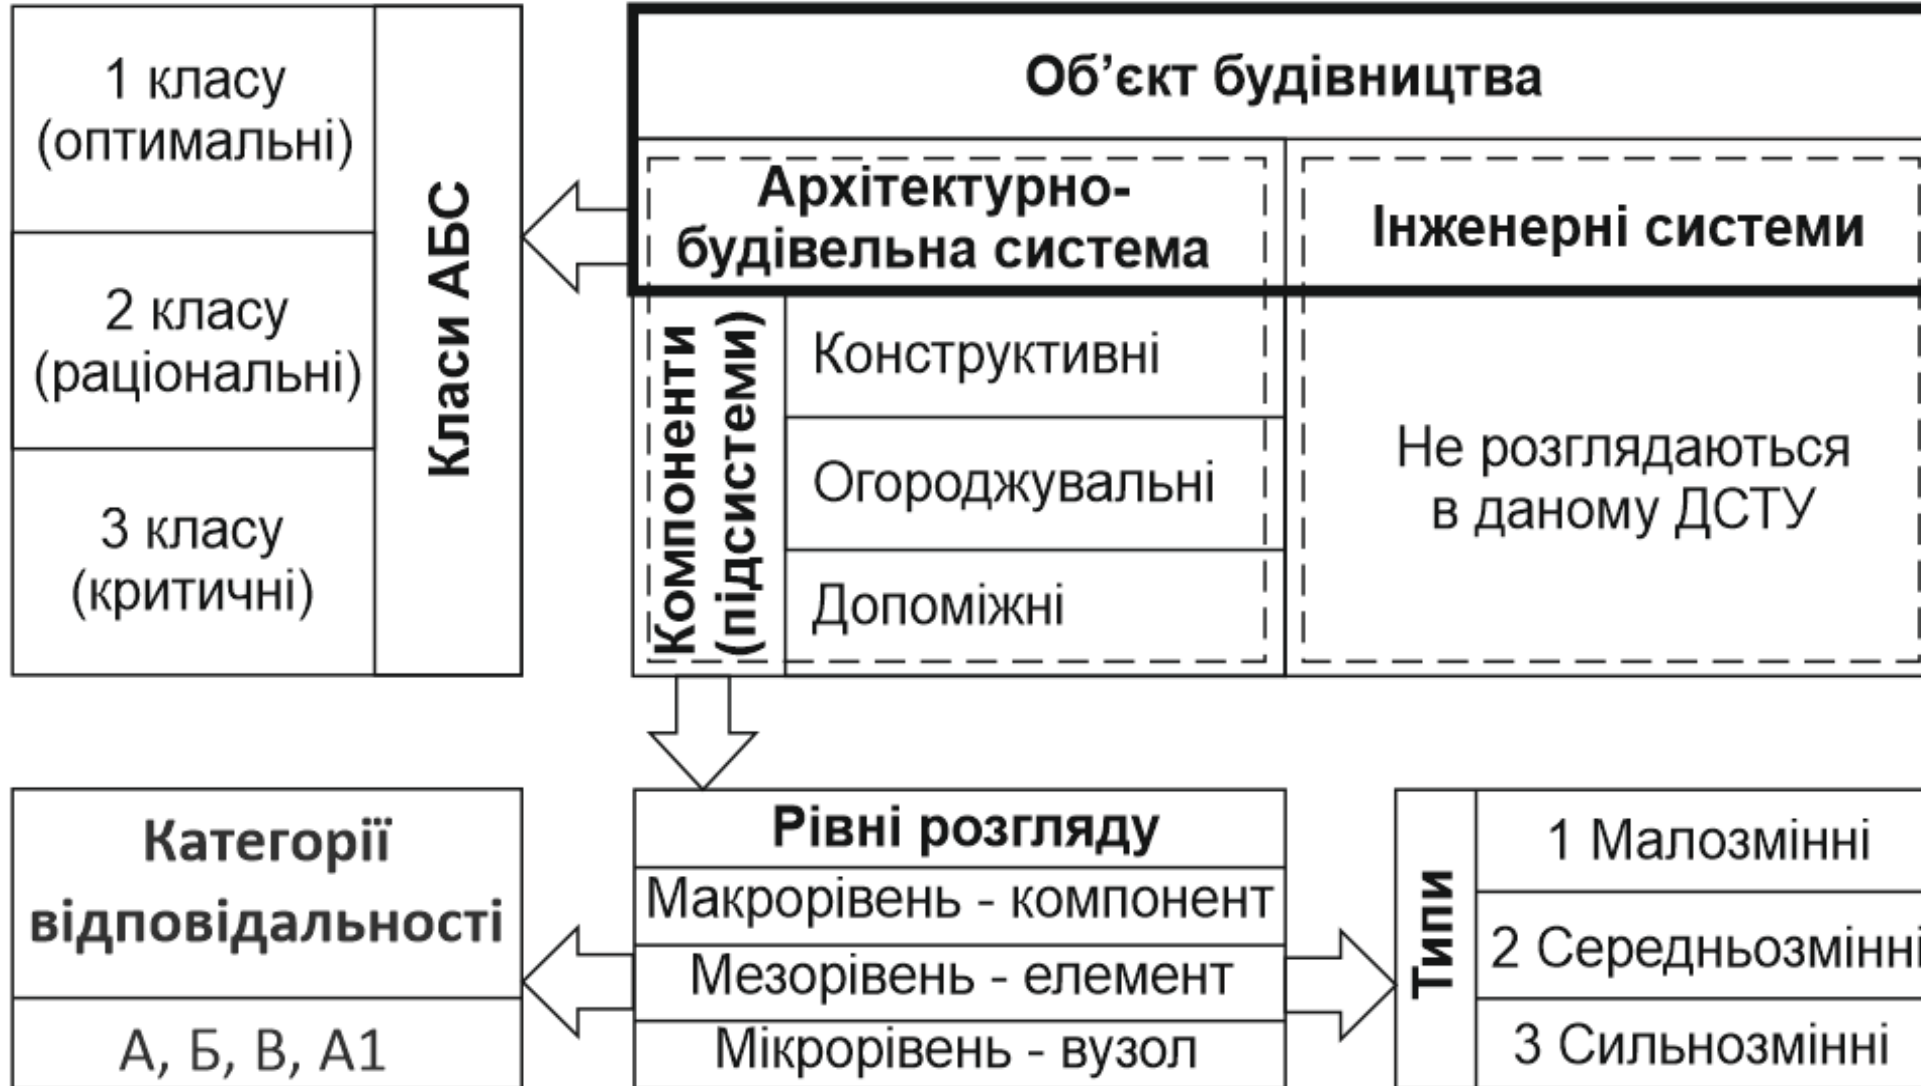 1 класу
(оптимальні)
2 класу
(раціональні)
3 класу
(критичні)
Класи АБС
Об’єкт будівництва
Архітектурно-
будівельна система
Інженерні системи
Компоненти
(підсистеми)
Конструктивні
Огороджувальні
Допоміжні
Не розглядаються
в даному ДСТУ
Категорії
відповідальності
А, Б, В, А1
Рівні розгляду
Макрорівень - компонент
Мезорівень - елемент
Мікрорівень - вузол
Типи
1 Малозмінні
2 Середньозмінні
3 Сильнозмінні